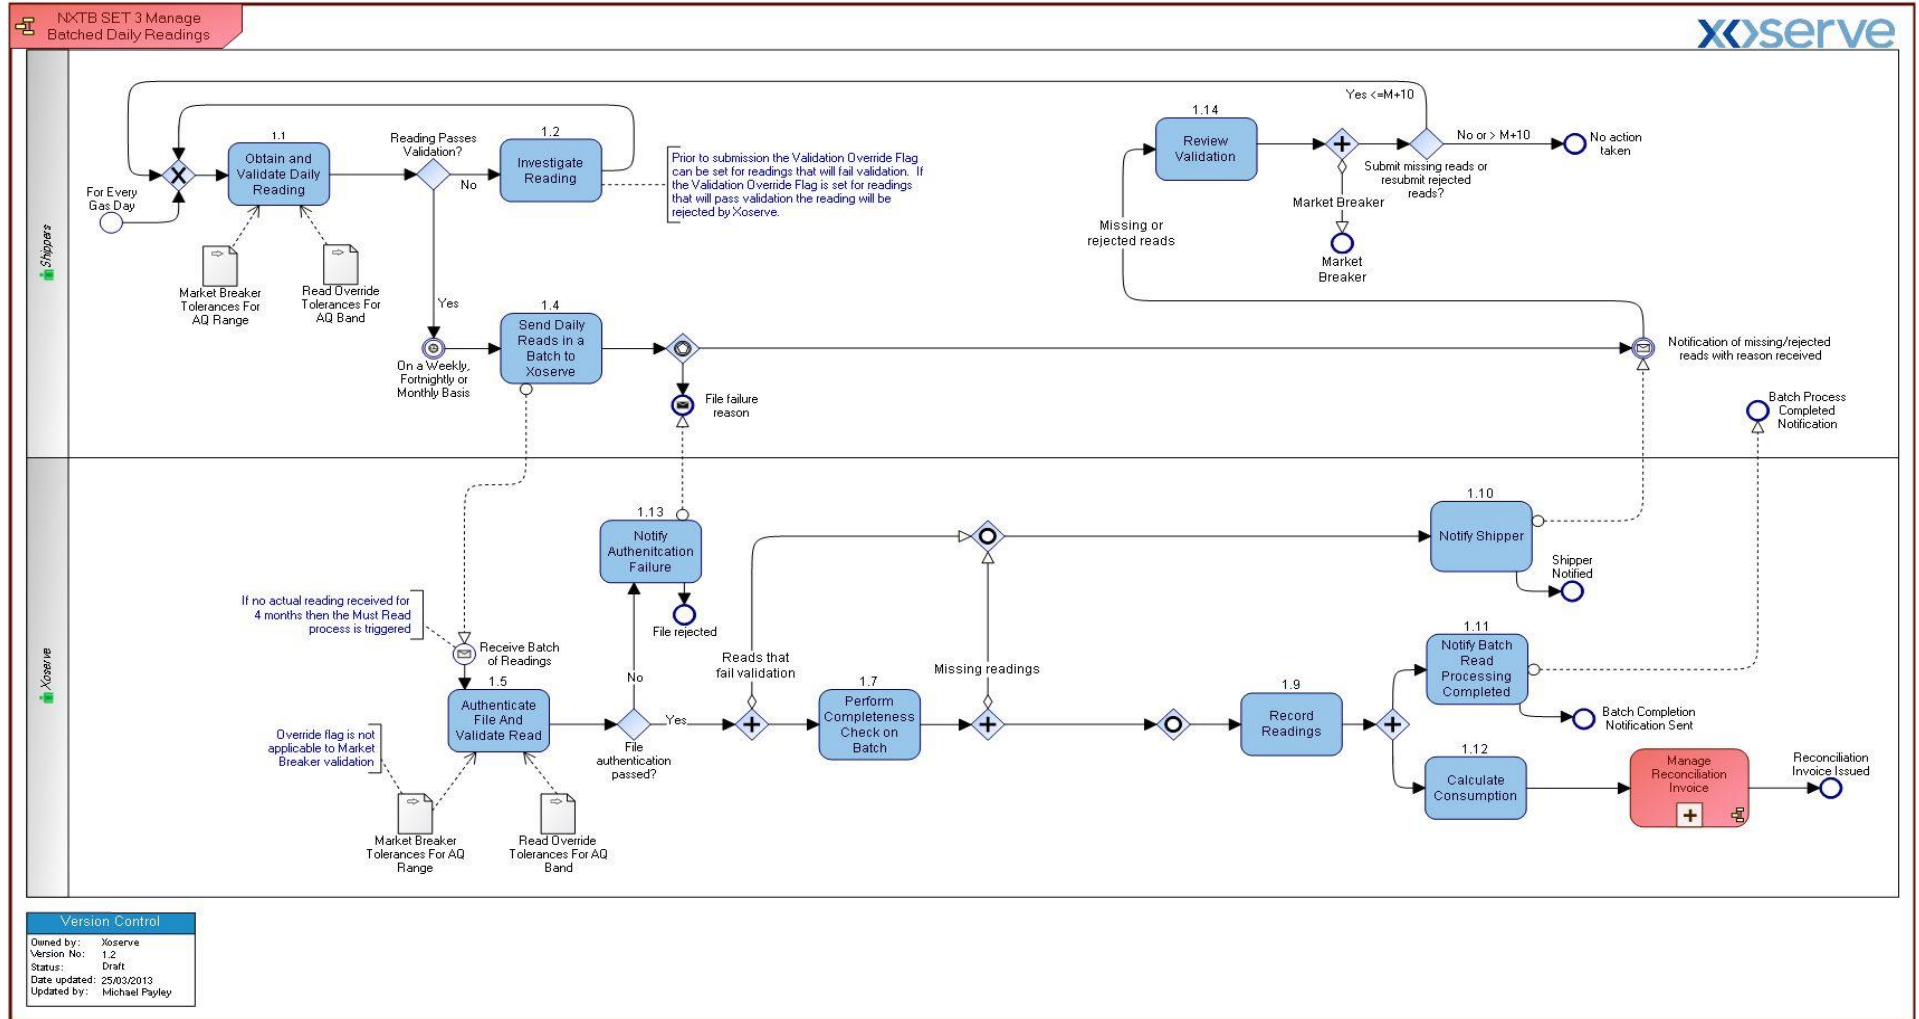 NXTB SET 3 Manage
Batched Daily Readings
xoserve
Shippers
For Every
Gas Day
1.1
Obtain and
Validate Daily
Reading
Market Breaker
Tolerances For
AQ Range
Read Override
Tolerances For
AQ Band
Reading Passes
Validation?
No
Yes
1.2
Investigate
Reading
Prior to submission the Validation Override Flag
can be set for readings that will fail validation. If
the Validation Override Flag is set for readings
that will pass validation the reading will be
rejected by Xoserve.
On a Weekly,
Fortnightly or
Monthly Basis
1.4
Send Daily
Reads in a
Batch to
Xoserve
File failure
reason
Missing or
rejected reads
1.14
Review
Validation
Market Breaker
Market
Breaker
Yes <=M+10
Submit missing reads or
resubmit rejected
reads?
No or > M+10
No action
taken
Notification of missing/rejected
reads with reason received
Batch Process
Completed
Notification
Xoserve
If no actual reading received for
4 months then the Must Read
process is triggered
Receive Batch
of Readings
1.5
Authenticate
File And
Validate Read
Override flag is not
applicable to Market
Breaker validation
Market Breaker
Tolerances For AQ
Range
Read Override
Tolerances For AQ
Band
File
authentication
passed?
No
Yes
1.13
Notify
Authenitcation
Failure
File rejected
Reads that
fail validation
1.7
Perform
Completeness
Check on
Batch
Missing readings
1.9
Record
Readings
1.10
Notify Shipper
Shipper
Notified
1.11
Notify Batch
Read
Processing
Completed
Batch Completion
Notification Sent
1.12
Calculate
Consumption
Manage
Reconciliation
Invoice
Reconciliation
Invoice Issued
Version Control
Owned by: Xoserve
Version No: 1.2
Status: Draft
Date updated: 25/03/2013
Updated by: Michael Payley